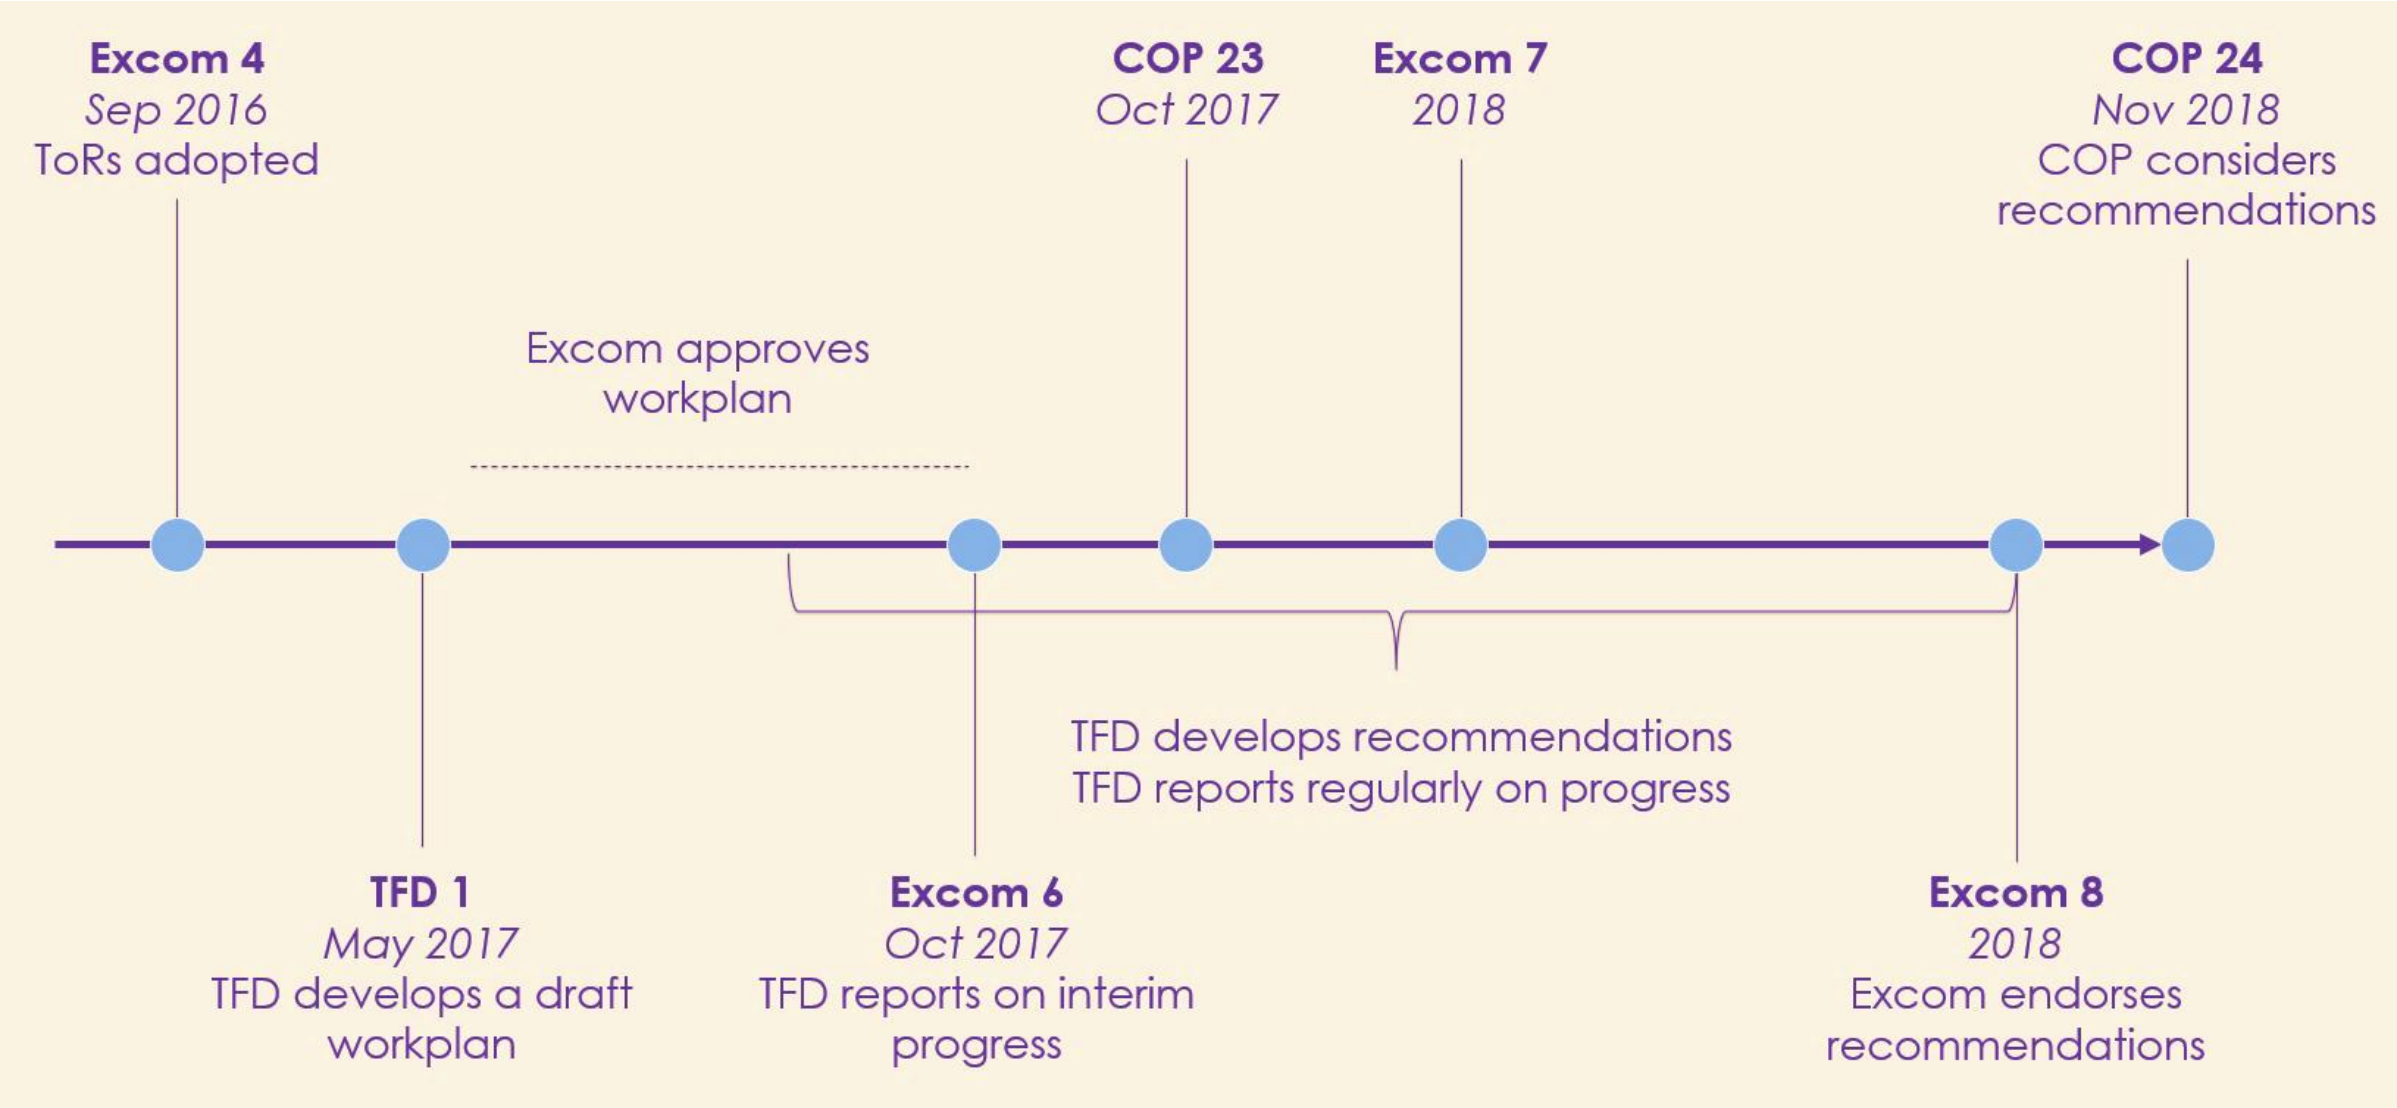 Excom 4
Sep 2016
ToRs adopted
COP 23
Oct 2017
Excom 7
2018
COP 24
Nov 2018
COP considers
recommendations
Excom approves
workplan
TFD develops recommendations
TFD reports regularly on progress
TFD 1
May 2017
TFD develops a draft
workplan
Excom 6
Oct 2017
TFD reports on interim
progress
Excom 8
2018
Excom endorses
recommendations